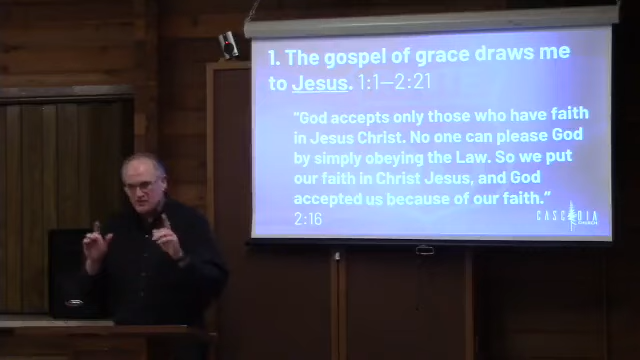 1. The gospel of grace draws me
to Jesus. 1:1—2:21
"God accepts only those who have faith
in Jesus Christ. No one can please God
by simply obeying the Law. So we put
our faith in Christ Jesus, and God
accepted us because of our faith."
2:16
CASCADIA
CHURCH